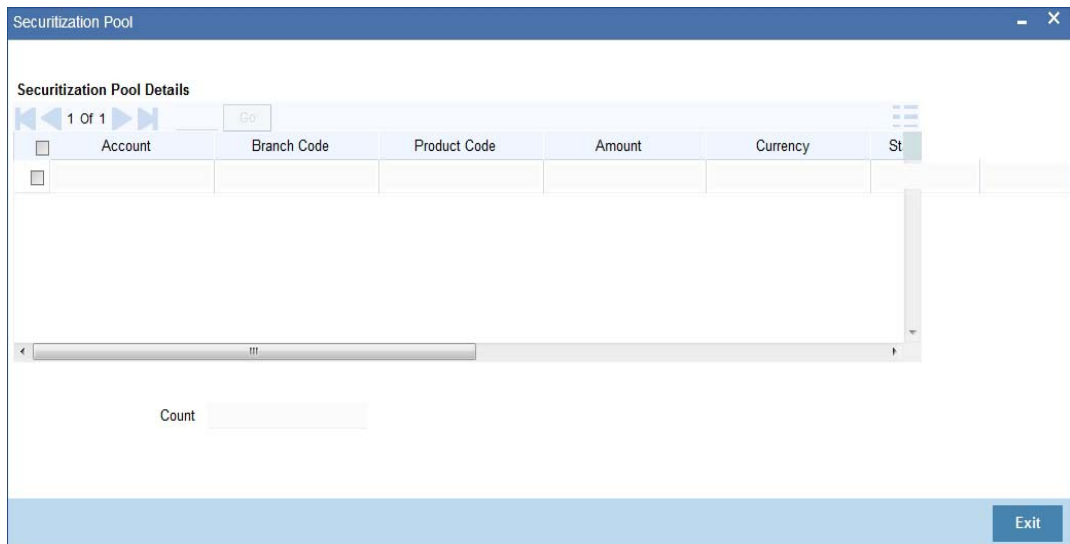 Securitization Pool
Securitization Pool Details
1 Of 1 Go
Account Branch Code Product Code Amount Currency St
Count
Exit